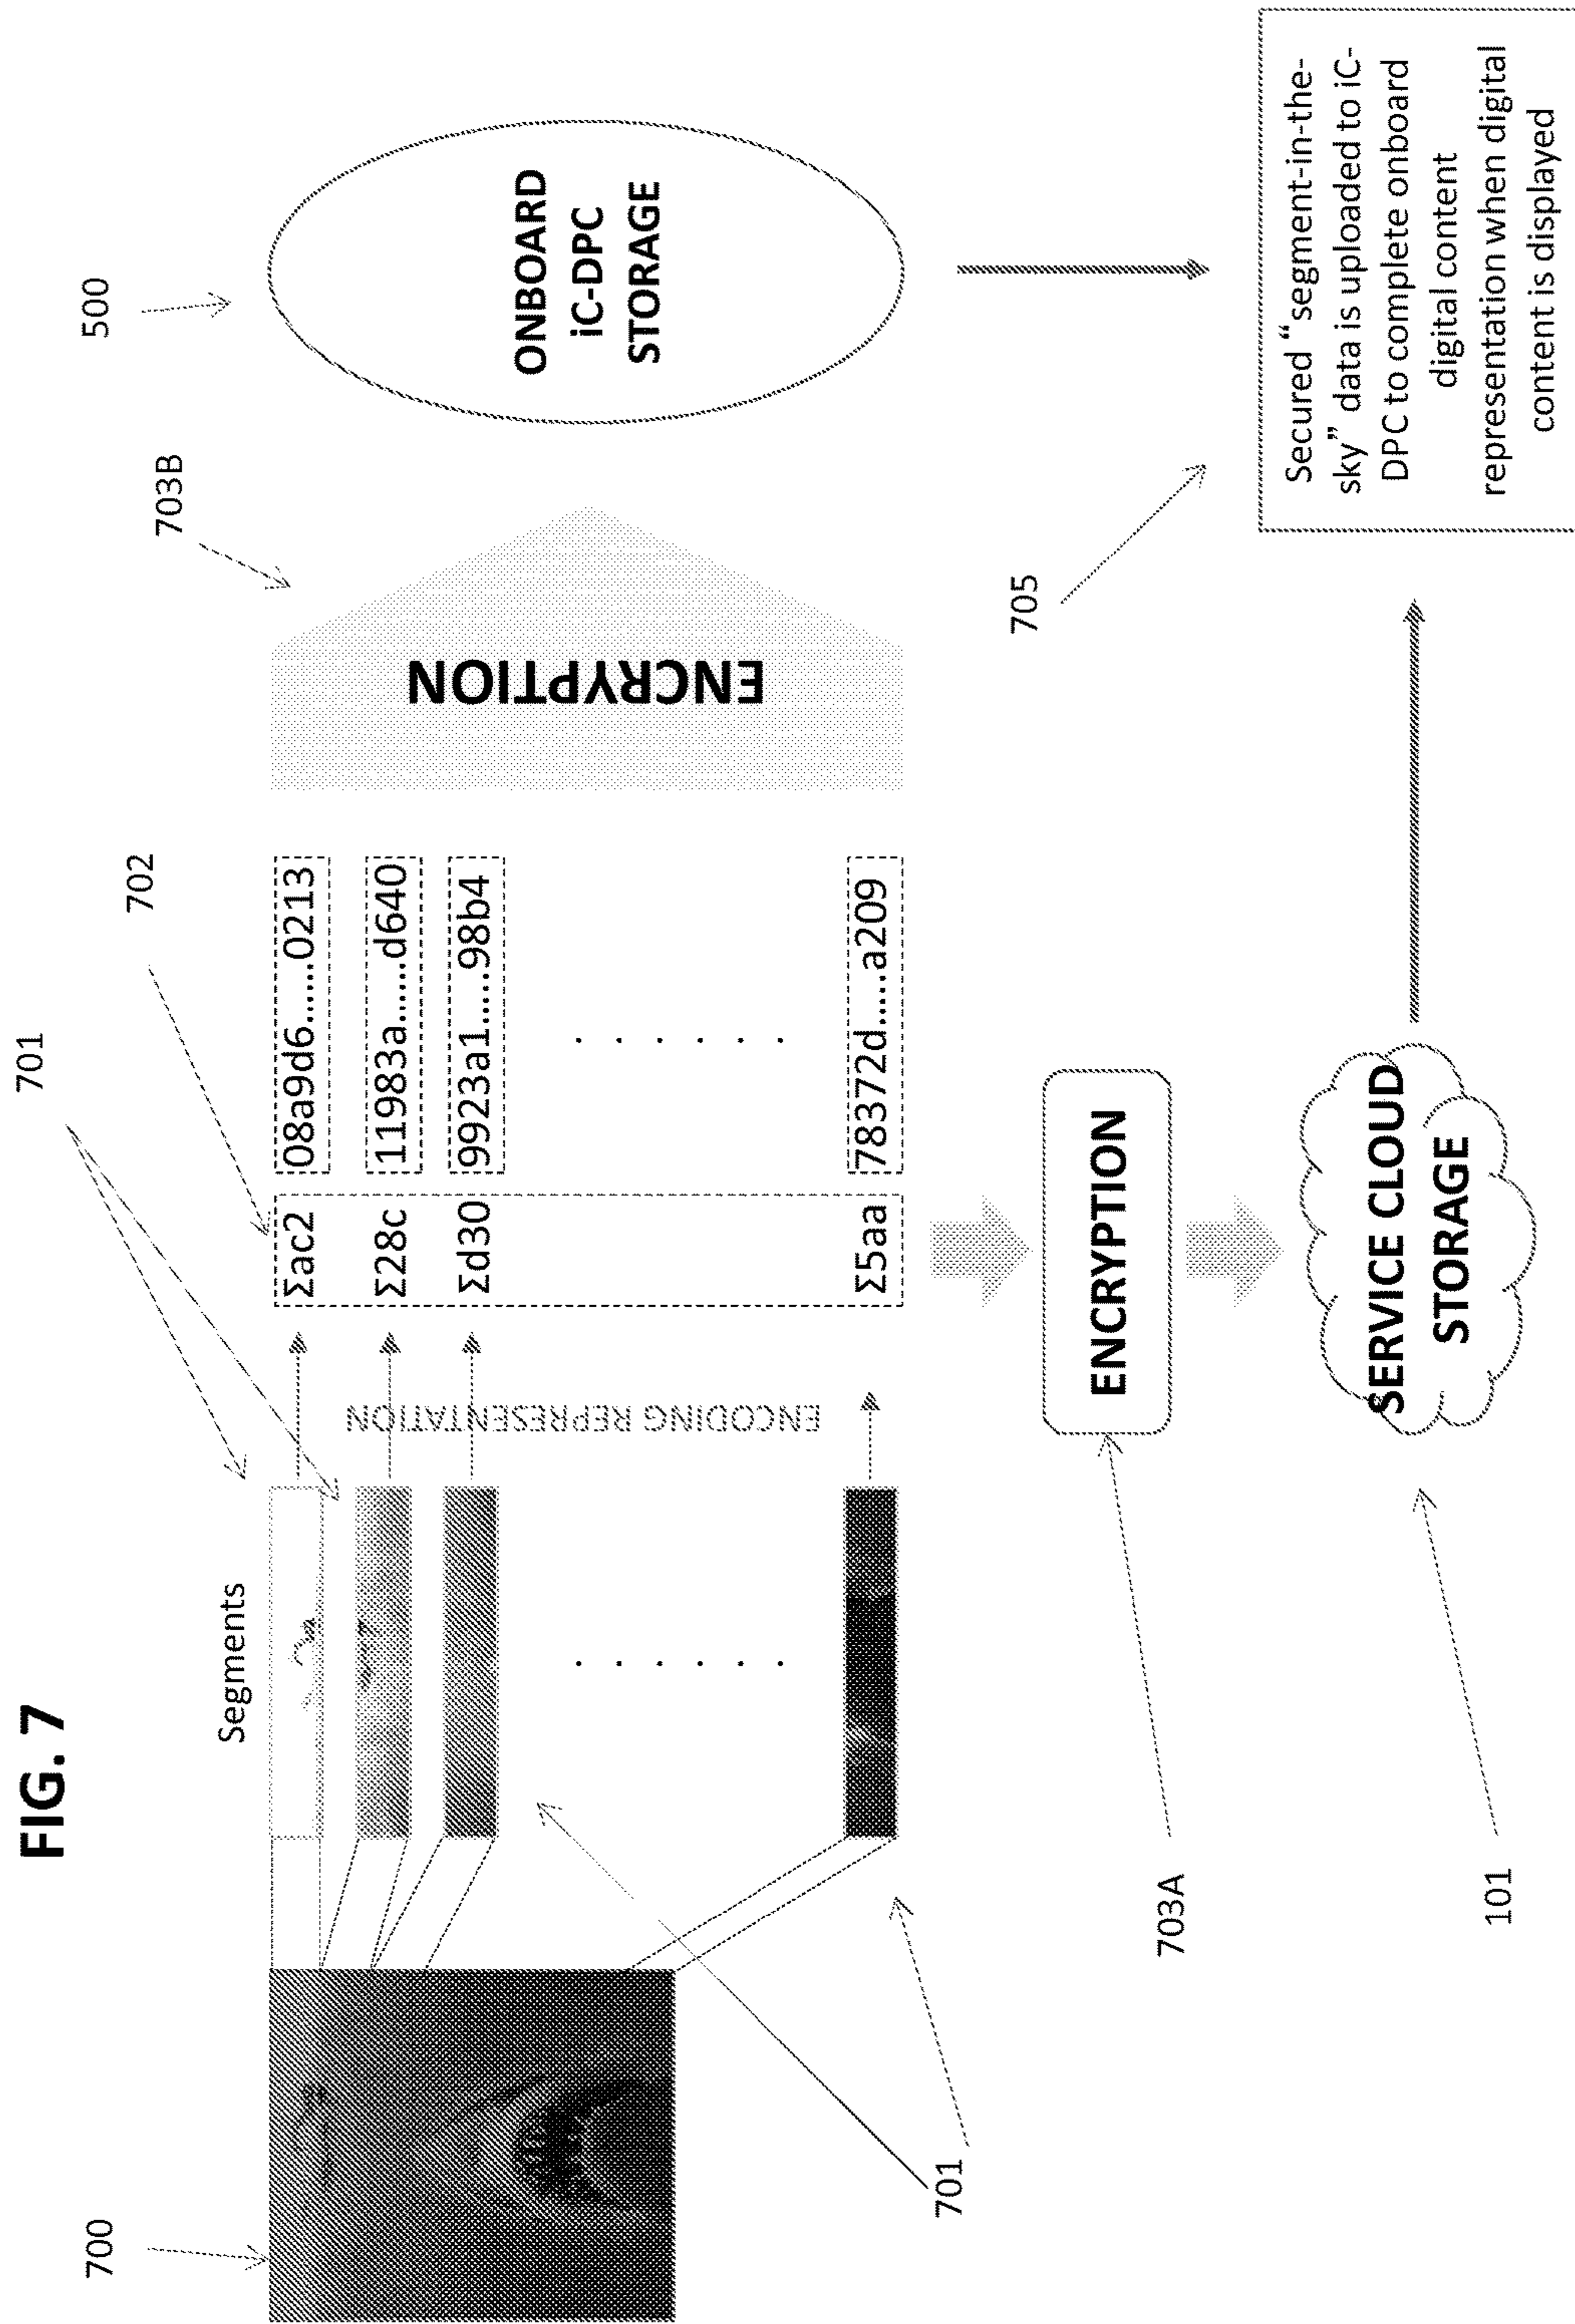 FIG. 7
700
701
702
703B
500
Segments
Σac2 08a9d6......0213
Σ28c 11983a.....d640
Σd30 9923a1.....98b4
. . . . . .
. . . . . .
Σ5aa 78372d.....a209
ENCODING REPRESENTATION
ENCRYPTION
ONBOARD
iC-DPC
STORAGE
701
703A
ENCRYPTION
705
101
SERVICE CLOUD
STORAGE
Secured “segment-in-the-
sky” data is uploaded to iC-
DPC to complete onboard
digital content
representation when digital
content is displayed